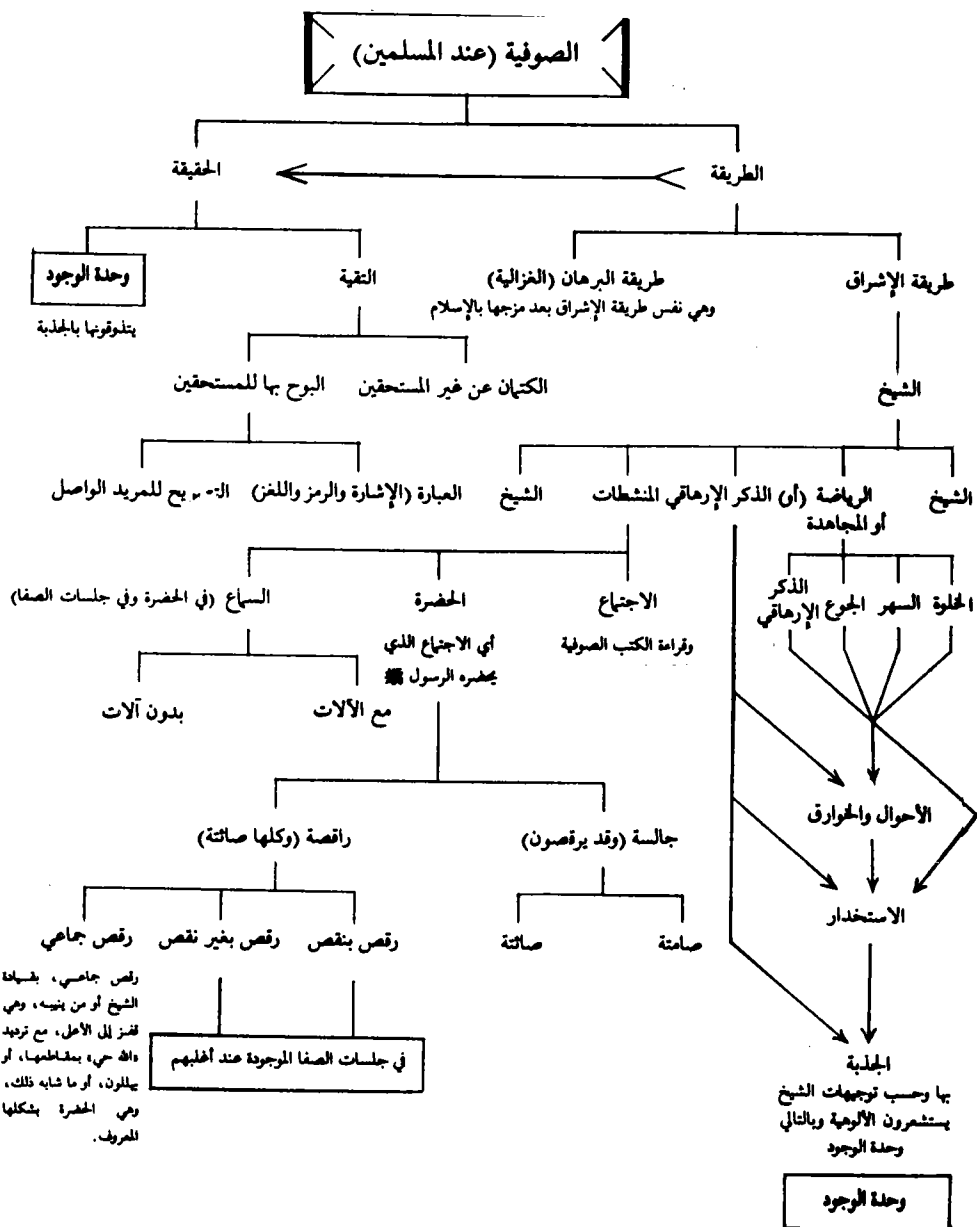 الصوفية (عند المسلمين)
الطريقة
الحقيقة
طريقة الإشراق
طريقة البرهان (الغزالية)
وهي نفس طريقة الإشراق بعد مزجها بالإسلام
التقية
وحدة الوجود
يتذوقونها بالجذبة
الشيخ
الكتمان عن غير المستحقين
البوح بها للمستحقين
الشيخ
الرياضة (أو) الذكر الإرهاقي
أو المجاهدة
المنشطات
الشيخ
العبارة (الإشارة والرمز واللغز)
للمريد الواصل
الخلوة
السهر
الجوع
الذكر
الإرهاقي
الاجتماع
وقراءة الكتب الصوفية
الحضرة
أي الاجتماع الذي
يحضره الرسول ﷺ
السماع (في الحضرة وفي جلسات الصفا)
مع الآلات
بدون آلات
الأحوال والخوارق
جالسة (وقد يرقصون)
راقصة (وكلها صائتة)
الاستخدار
صامتة
صائتة
رقص بنقص
رقص بغير نقص
رقص جماعي
رقص جماعي، بقيادة
الشيخ أو من ينيبه، وهي
قفز إلى الأعلى، مع ترديد
«الله حي» بمقاطعها، أو
يهللون، أو ما شابه ذلك،
وهي الحضرة بشكلها
المعروف.
في جلسات الصفا الموجودة عند أغلبهم
الجذبة
بها وحسب توجيهات الشيخ
يستشعرون الألوهية وبالتالي
وحدة الوجود
وحدة الوجود